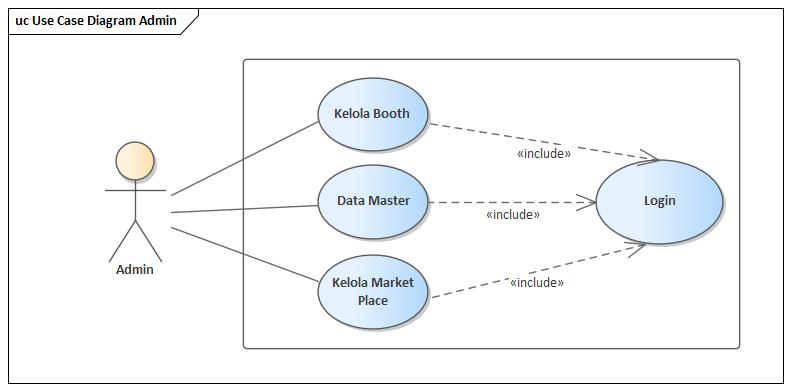 uc Use Case Diagram Admin
Kelola Booth
«include»
Data Master
«include»
Login
Admin
Kelola Market
Place
«include»